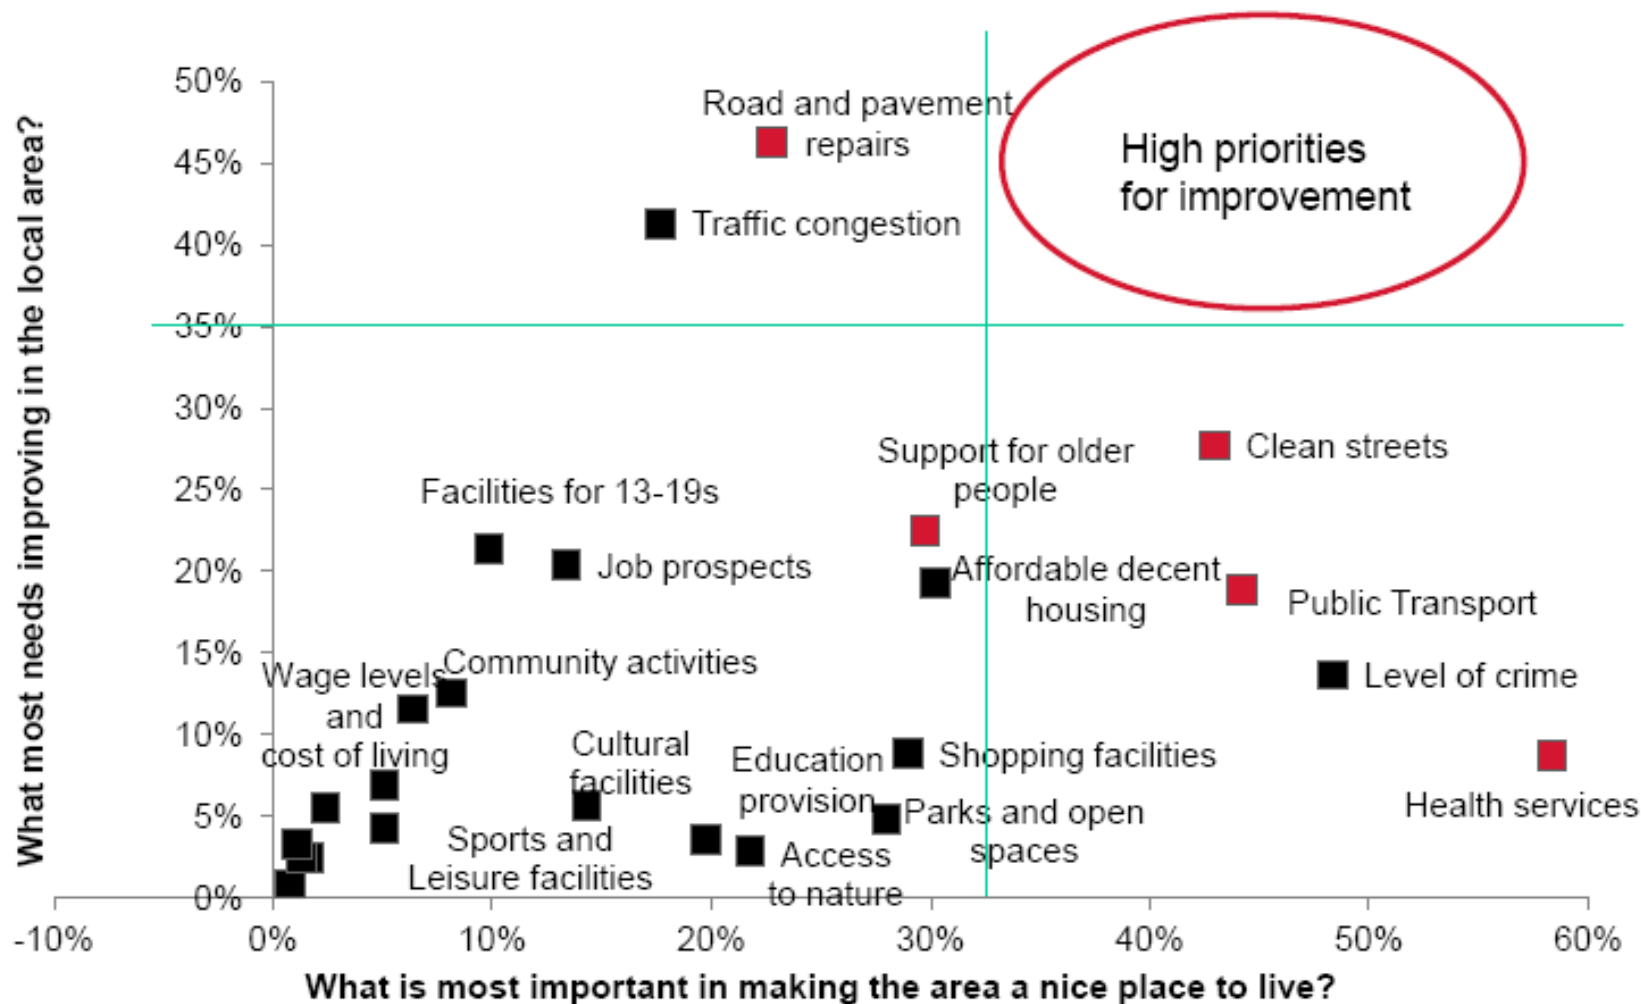 What most needs improving in the local area?
50%
45%
40%
35%
30%
25%
20%
15%
10%
5%
0%
Road and pavement
repairs
Traffic congestion
High priorities
for improvement
Support for older
people
Clean streets
Facilities for 13-19s
Job prospects
Affordable decent
housing
Public Transport
Wage levels
and
cost of living
Community activities
Level of crime
Cultural
facilities
Education
provision
Shopping facilities
Parks and open
spaces
Health services
Sports and
Leisure facilities
Access
to nature
-10%
0%
10%
20%
30%
40%
50%
60%
What is most important in making the area a nice place to live?